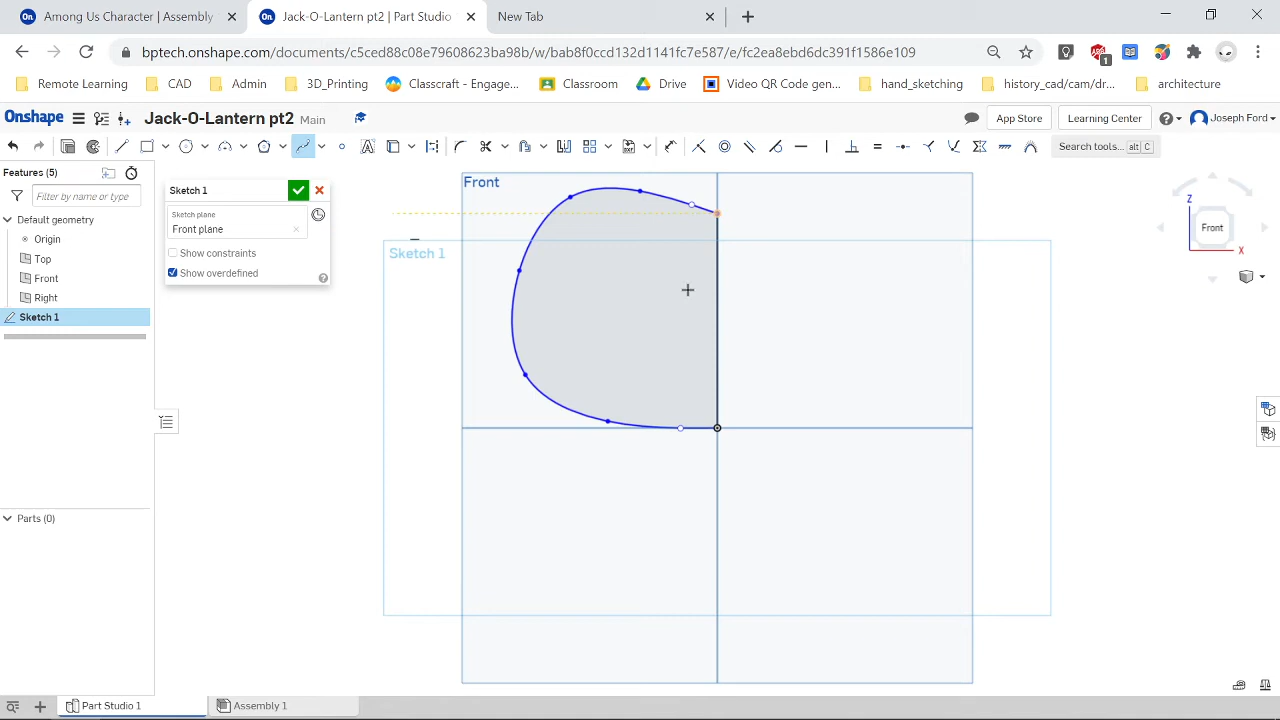 Among Us Character | Assembly
Jack-O-Lantern pt2 | Part Studio
New Tab
bptech.onshape.com/documents/c5ced88c08e79608623ba98b/w/bab8f0ccd132d1141fc7e587/e/fc2ea8ebd6dc391f1586e109
1
Remote Learning
CAD
Admin
3D_Printing
Classcraft - Engage...
Classroom
Drive
Video QR Code gen...
hand_sketching
history_cad/cam/dr...
architecture
Onshape
Jack-O-Lantern pt2 Main
App Store
Learning Center
Joseph Ford
Search tools... alt C
Features (5)
Filter by name or type
Default geometry
Origin
Top
Front
Right
Sketch 1
Parts (0)
Sketch 1
Sketch plane
Front plane
Show constraints
Show overdefined
Front
Sketch 1
Z
Front
X
Part Studio 1
Assembly 1